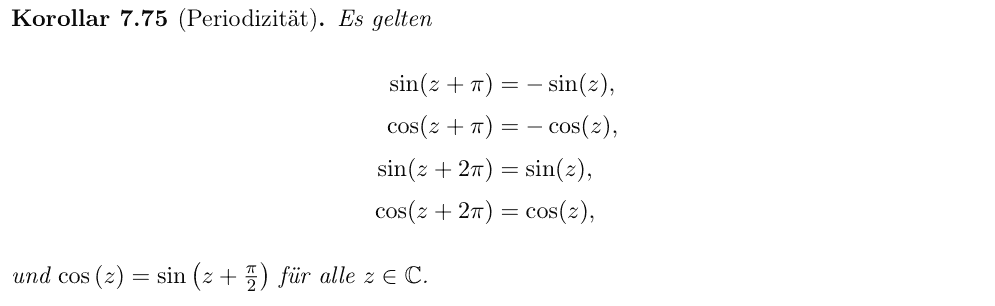 Korollar 7.75 (Periodizität). Es gelten
sin(z + π) = − sin(z),
cos(z + π) = − cos(z),
sin(z + 2π) = sin(z),
cos(z + 2π) = cos(z),
und cos (z) = sin (z + π/2) für alle z ∈ ℂ.